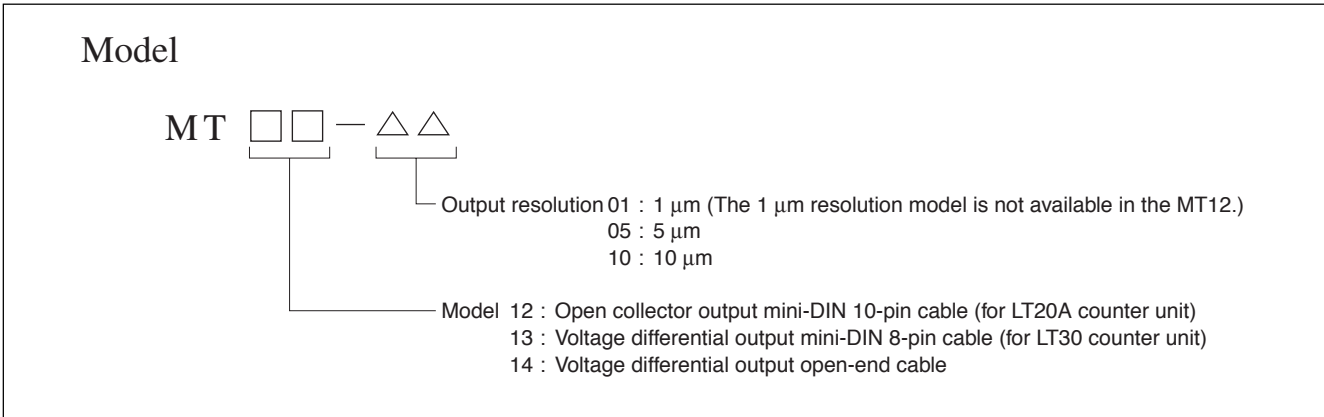 Model
MT □□ — △△
Output resolution 01 : 1 μm (The 1 μm resolution model is not available in the MT12.)
05 : 5 μm
10 : 10 μm
Model 12 : Open collector output mini-DIN 10-pin cable (for LT20A counter unit)
13 : Voltage differential output mini-DIN 8-pin cable (for LT30 counter unit)
14 : Voltage differential output open-end cable